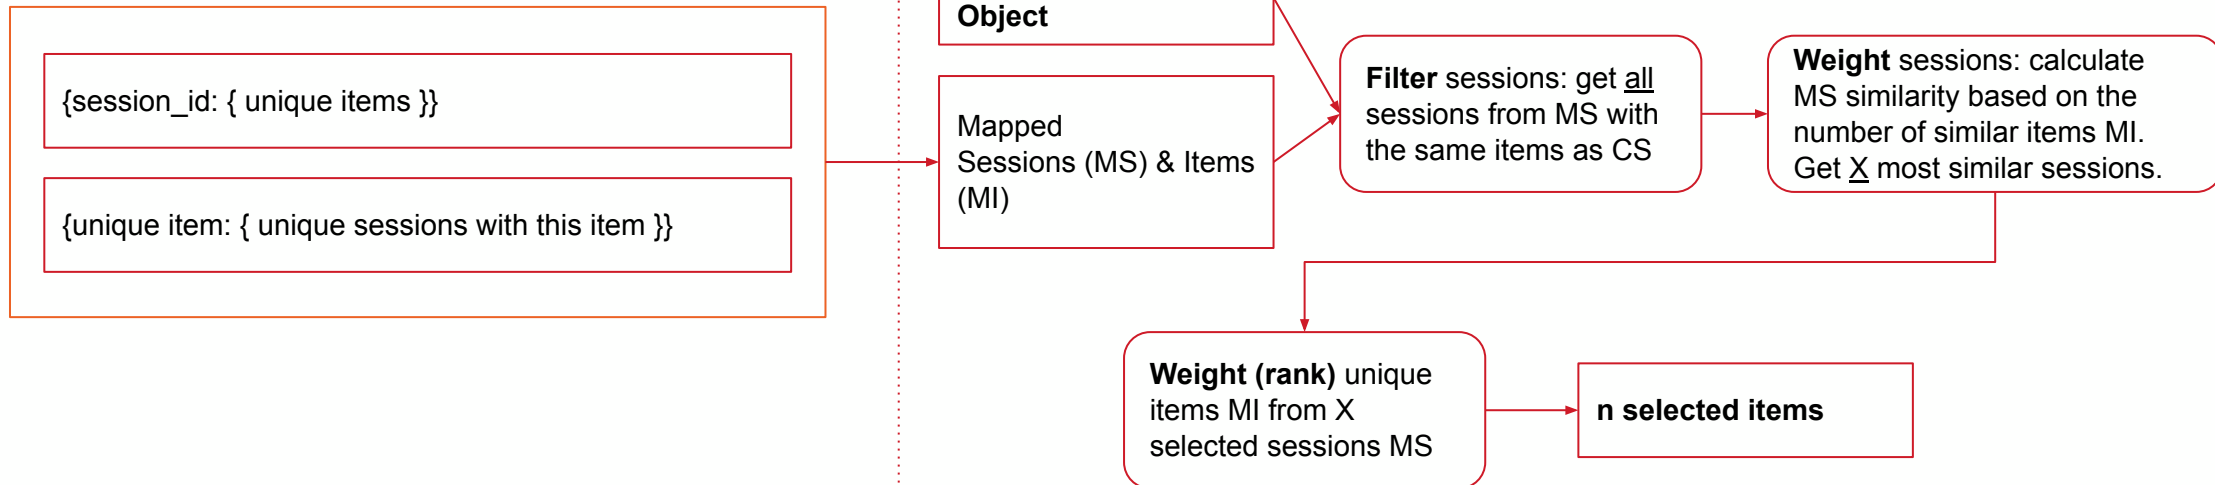 {session_id: { unique items }}
{unique item: { unique sessions with this item }}
Object
Mapped
Sessions (MS) & Items
(MI)
Filter sessions: get all
sessions from MS with
the same items as CS
Weight sessions: calculate
MS similarity based on the
number of similar items MI.
Get X most similar sessions.
Weight (rank) unique
items MI from X
selected sessions MS
n selected items